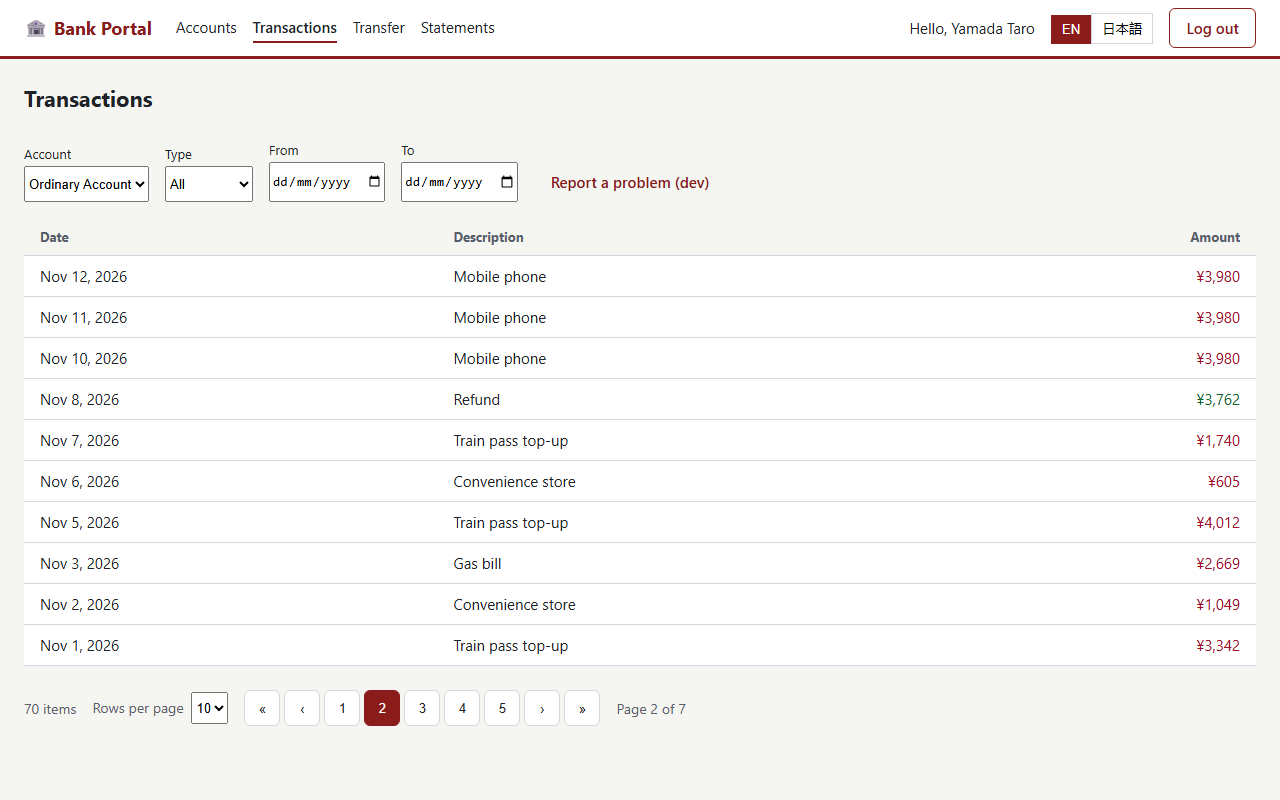 Bank Portal Accounts Transactions Transfer Statements Hello, Yamada Taro EN 日本語 Log out
Transactions
Account Type From To
Ordinary Account All dd/mm/yyyy dd/mm/yyyy Report a problem (dev)
Date Description Amount
Nov 12, 2026 Mobile phone ¥3,980
Nov 11, 2026 Mobile phone ¥3,980
Nov 10, 2026 Mobile phone ¥3,980
Nov 8, 2026 Refund ¥3,762
Nov 7, 2026 Train pass top-up ¥1,740
Nov 6, 2026 Convenience store ¥605
Nov 5, 2026 Train pass top-up ¥4,012
Nov 3, 2026 Gas bill ¥2,669
Nov 2, 2026 Convenience store ¥1,049
Nov 1, 2026 Train pass top-up ¥3,342
70 items Rows per page 10 « ‹ 1 2 3 4 5 › » Page 2 of 7